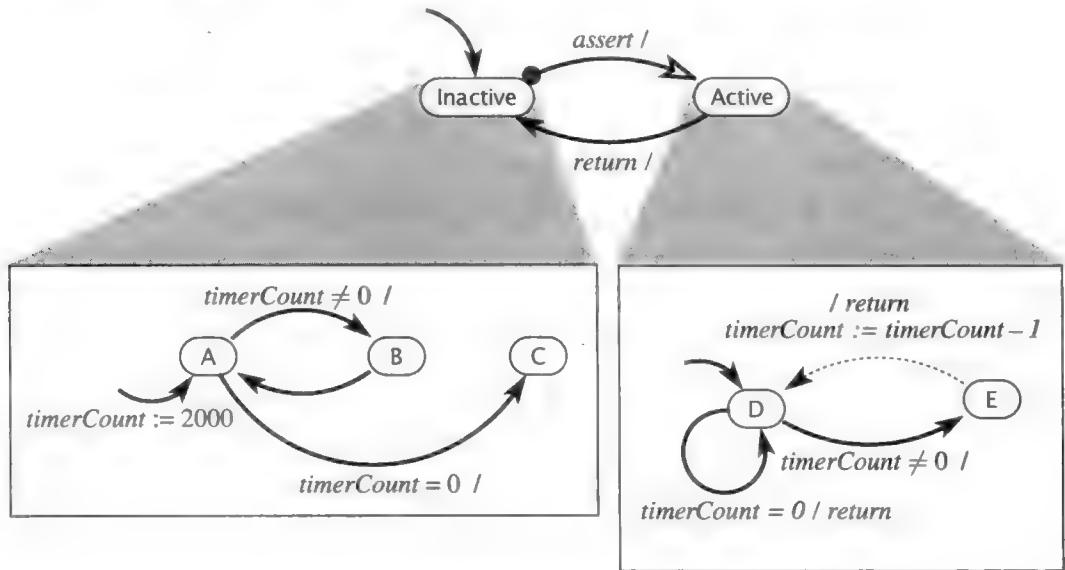 assert /
Inactive
Active
return /
timerCount ≠ 0 /
A
B
C
timerCount := 2000
timerCount = 0 /
/ return
timerCount := timerCount – 1
D
E
timerCount ≠ 0 /
timerCount = 0 / return